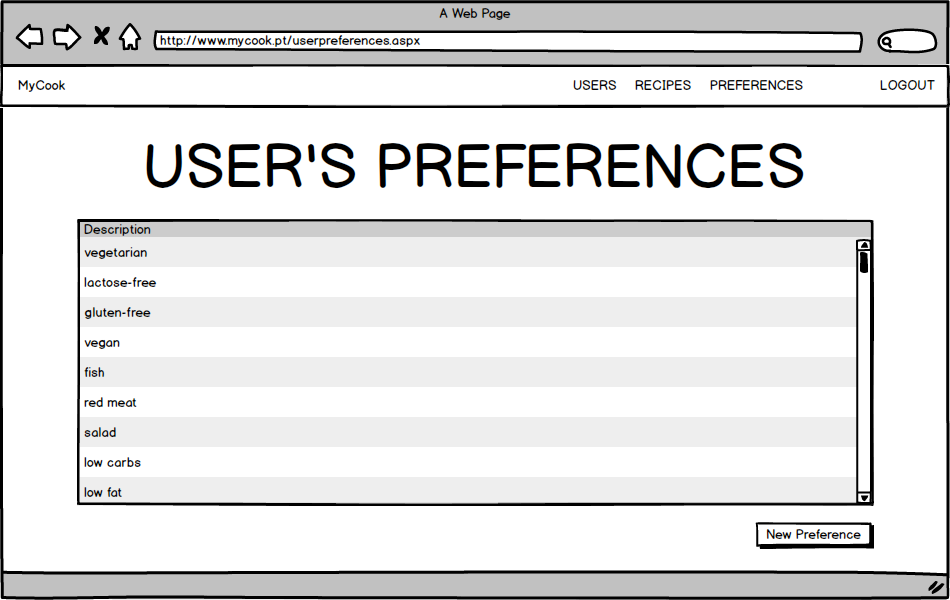 A Web Page
http://www.mycook.pt/userpreferences.aspx
MyCook USERS RECIPES PREFERENCES LOGOUT
USER'S PREFERENCES
Description
vegetarian
lactose-free
gluten-free
vegan
fish
red meat
salad
low carbs
low fat
New Preference